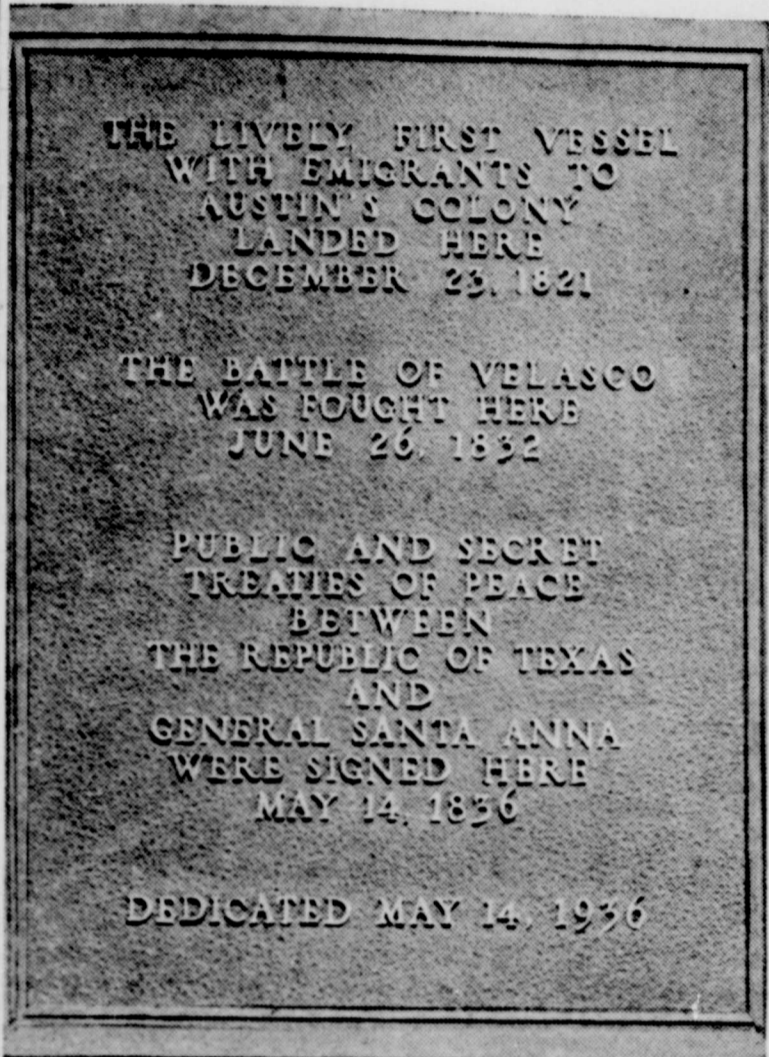 THE LIVELY, FIRST VESSEL
WITH EMIGRANTS TO
AUSTIN'S COLONY
LANDED HERE
DECEMBER 23, 1821
THE BATTLE OF VELASCO
WAS FOUGHT HERE
JUNE 26, 1832
PUBLIC AND SECRET
TREATIES OF PEACE
BETWEEN
THE REPUBLIC OF TEXAS
AND
GENERAL SANTA ANNA
WERE SIGNED HERE
MAY 14, 1836
DEDICATED MAY 14, 1936